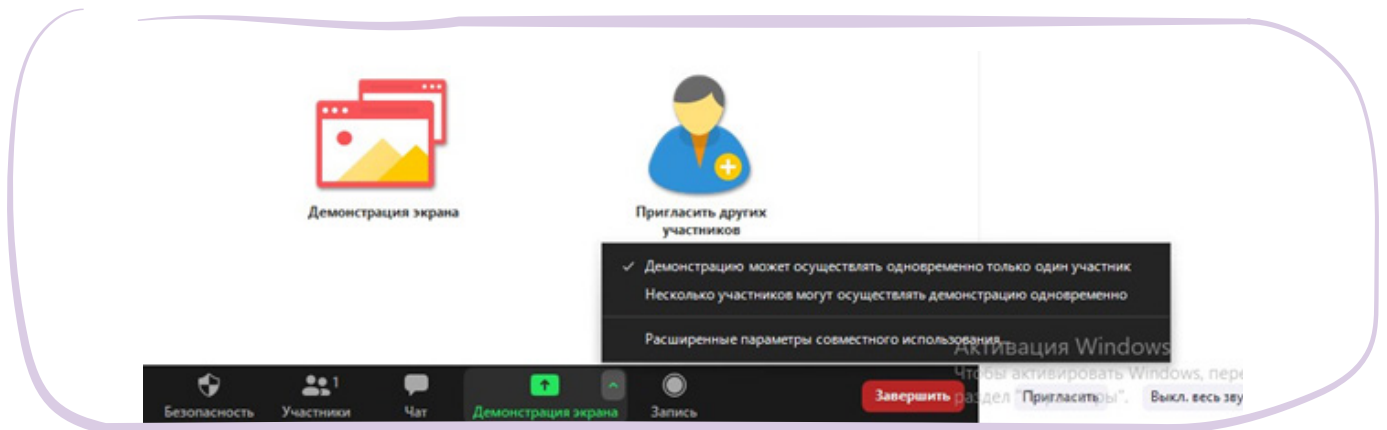 Демонстрация экрана
Пригласить других
участников
Демонстрацию может осуществлять одновременно только один участник
Несколько участников могут осуществлять демонстрацию одновременно
Расширенные параметры совместного использования...
Активация Windows
Чтобы активировать Windows, пере
раздел
Безопасность
Участники
1
Чат
Демонстрация экрана
Запись
Завершить
Пригласить
Выкл. весь зву